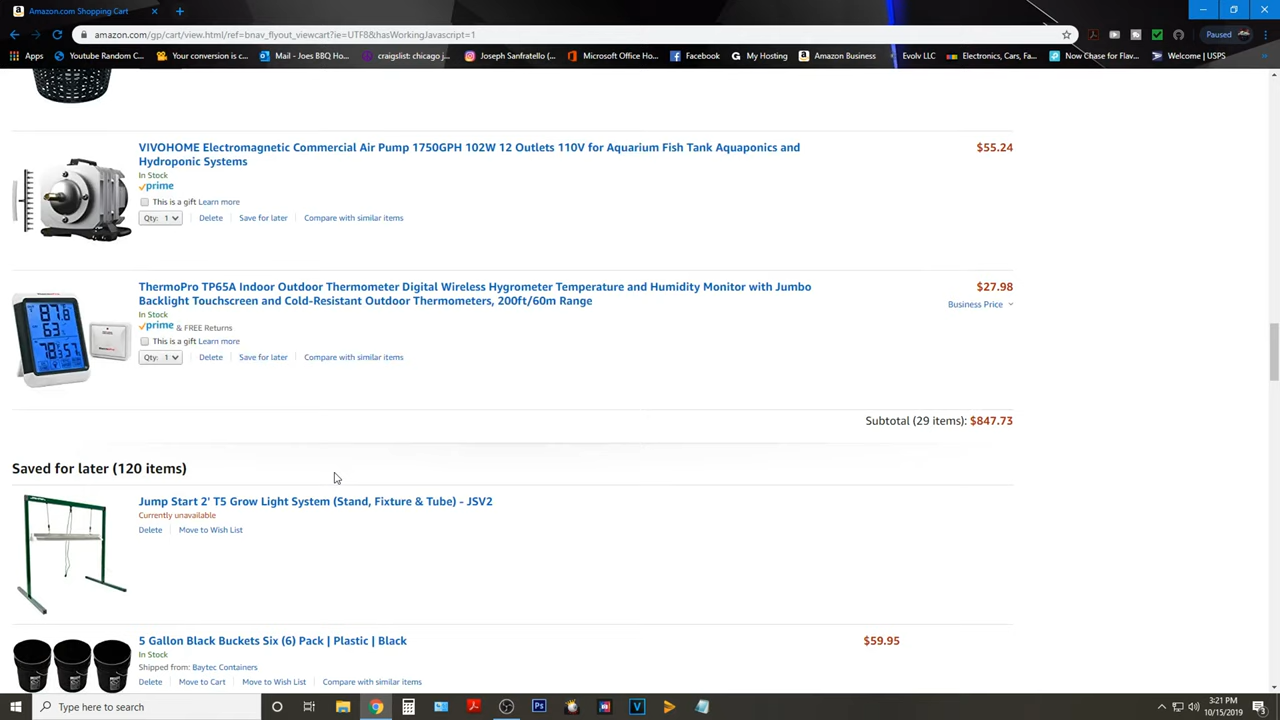 Amazon.com Shopping Cart
amazon.com/gp/cart/view.html/ref=bnav_flyout_viewcart?ie=UTF8&hasWorkingJavascript=1
Paused
Apps
Youtube Random C...
Your conversion is c...
Mail - Joes BBQ Ho...
craigslist: chicago j...
Joseph Sanfratello (...
Microsoft Office Ho...
Facebook
My Hosting
Amazon Business
Evolv LLC
Electronics, Cars, Fa...
Now Chase for Flav...
Welcome | USPS
VIVOHOME Electromagnetic Commercial Air Pump 1750GPH 102W 12 Outlets 110V for Aquarium Fish Tank Aquaponics and
Hydroponic Systems
$55.24
In Stock
prime
This is a gift Learn more
Qty: 1
Delete
Save for later
Compare with similar items
ThermoPro TP65A Indoor Outdoor Thermometer Digital Wireless Hygrometer Temperature and Humidity Monitor with Jumbo
Backlight Touchscreen and Cold-Resistant Outdoor Thermometers, 200ft/60m Range
$27.98
Business Price
In Stock
prime & FREE Returns
This is a gift Learn more
Qty: 1
Delete
Save for later
Compare with similar items
Subtotal (29 items): $847.73
Saved for later (120 items)
Jump Start 2' T5 Grow Light System (Stand, Fixture & Tube) - JSV2
Currently unavailable
Delete
Move to Wish List
5 Gallon Black Buckets Six (6) Pack | Plastic | Black
$59.95
In Stock
Shipped from: Baytec Containers
Delete
Move to Cart
Move to Wish List
Compare with similar items
Type here to search
3:21 PM
10/15/2019